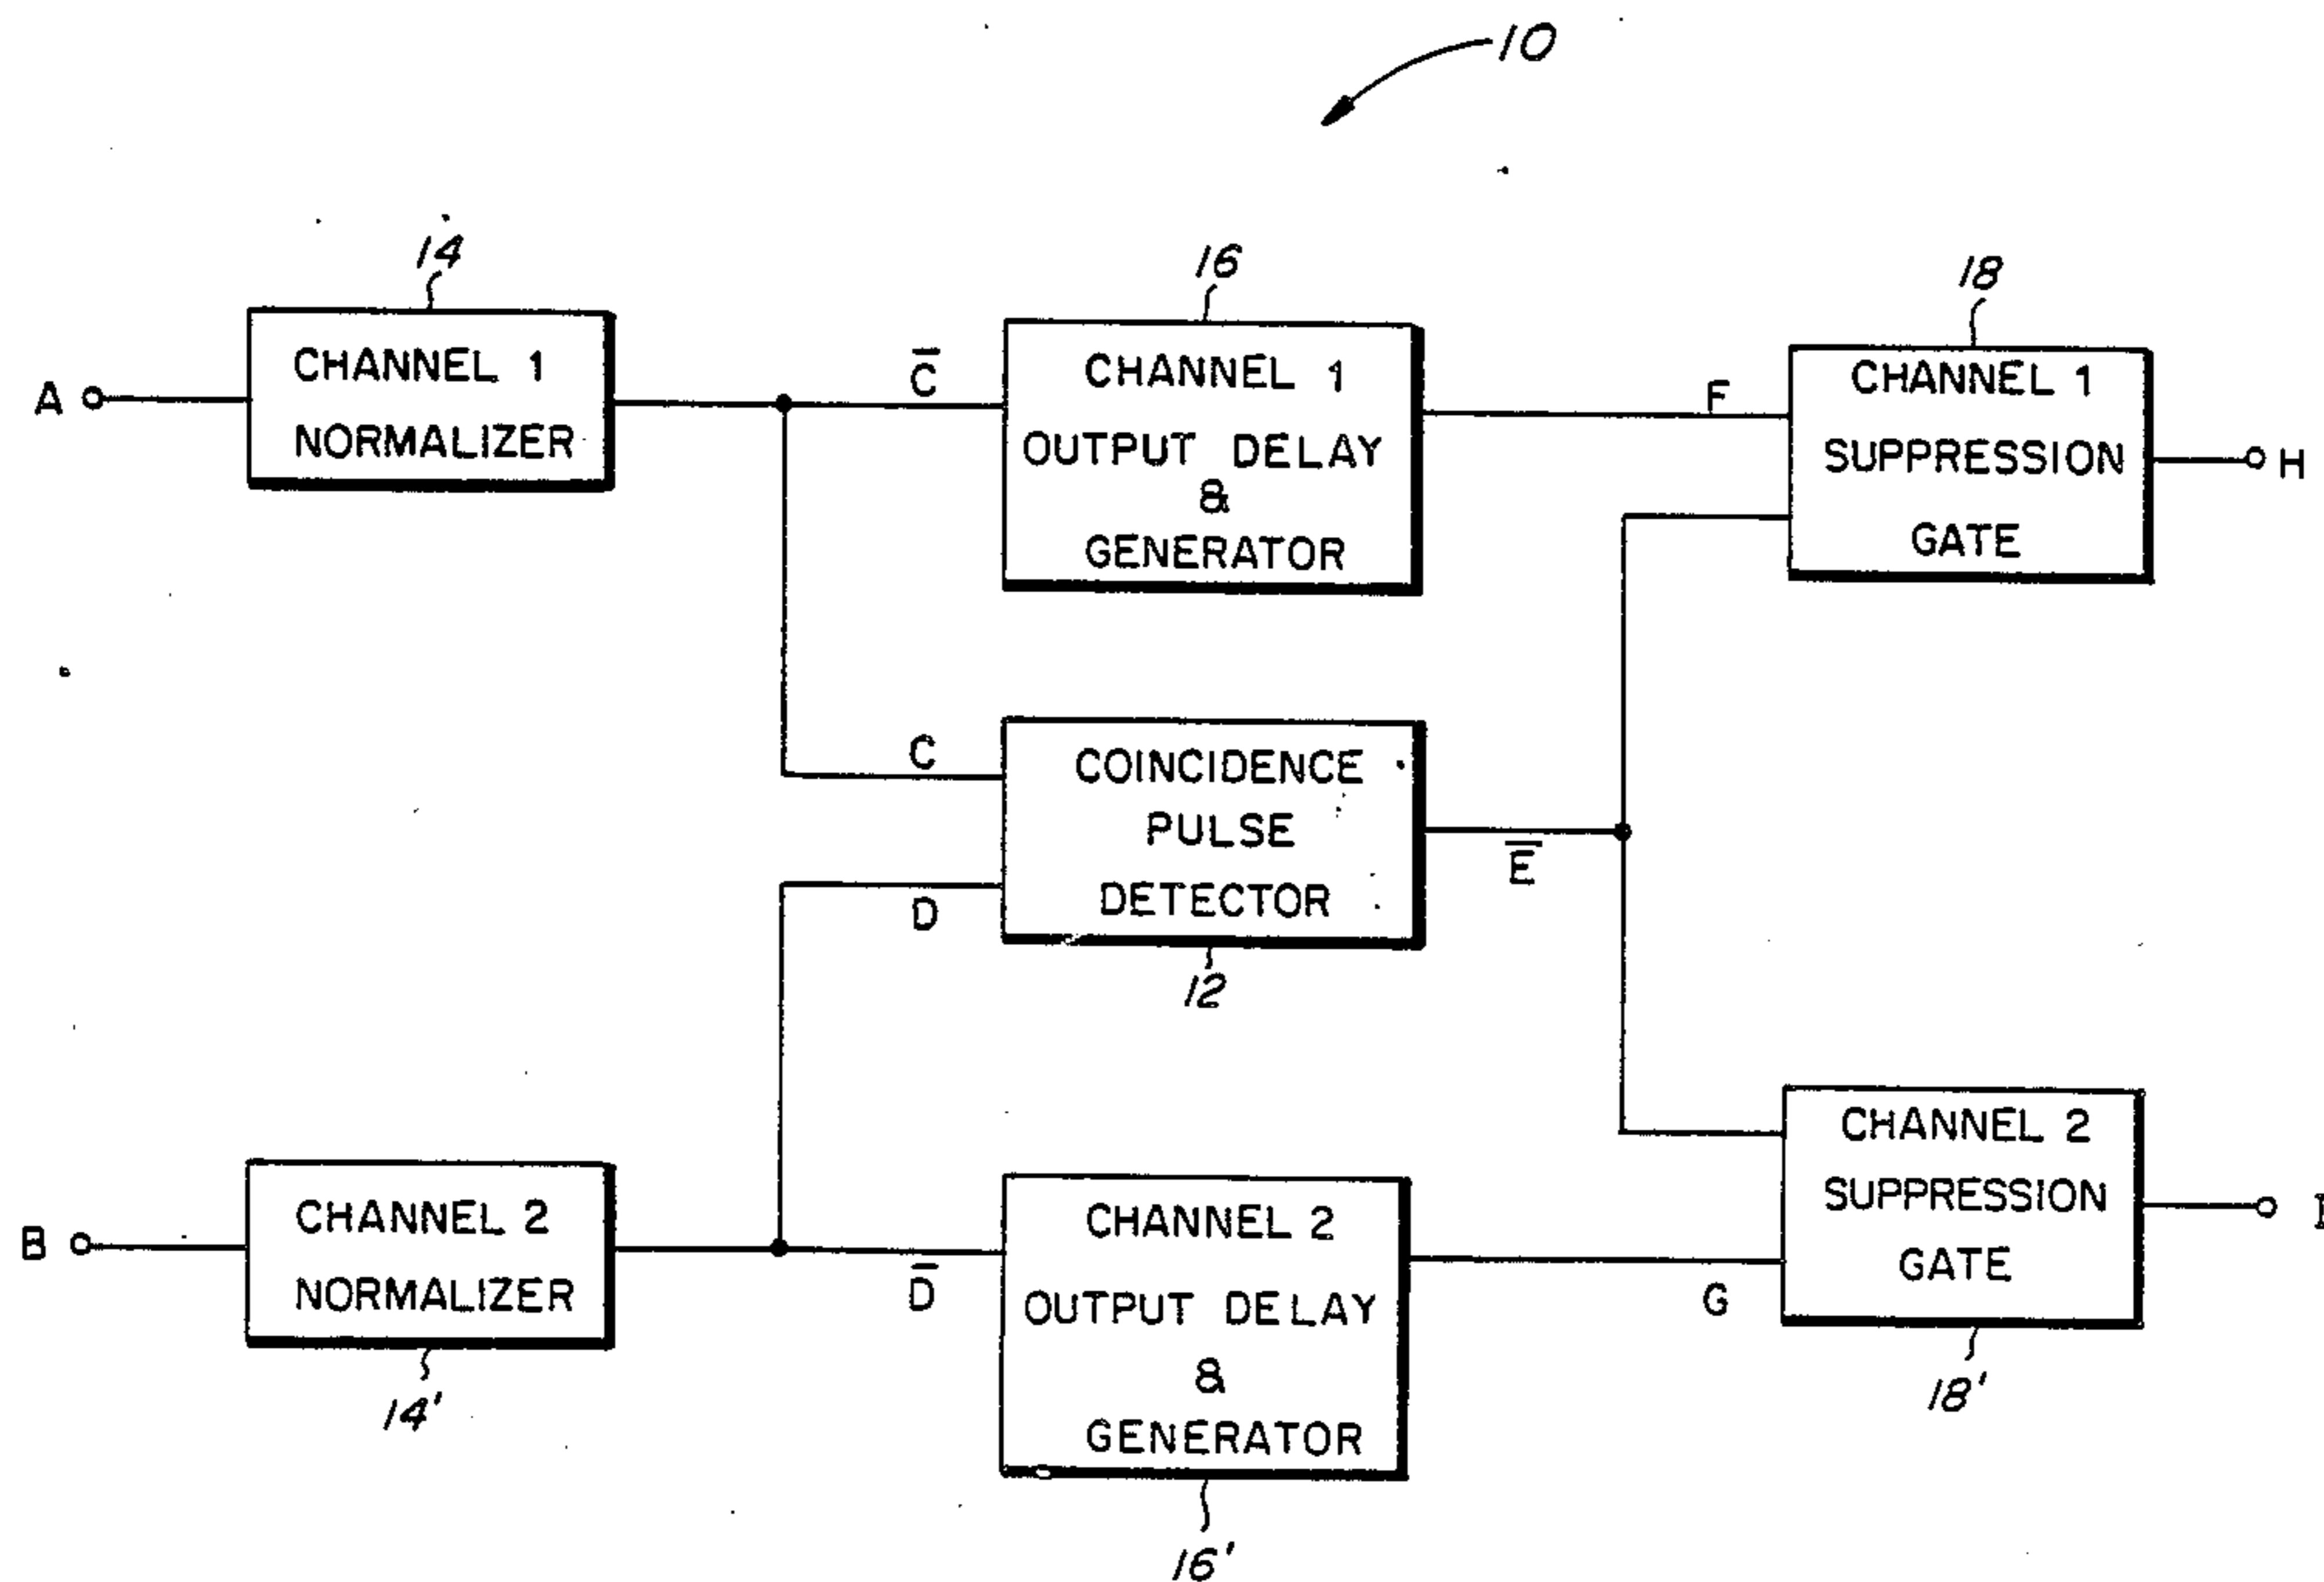 10
14
16
18
CHANNEL 1
NORMALIZER
A
C̅
CHANNEL 1
OUTPUT DELAY
&
GENERATOR
F
CHANNEL 1
SUPPRESSION
GATE
H
C
D
COINCIDENCE
PULSE
DETECTOR
12
E̅
B
CHANNEL 2
NORMALIZER
14'
D̅
CHANNEL 2
OUTPUT DELAY
&
GENERATOR
16'
G
CHANNEL 2
SUPPRESSION
GATE
18'
I